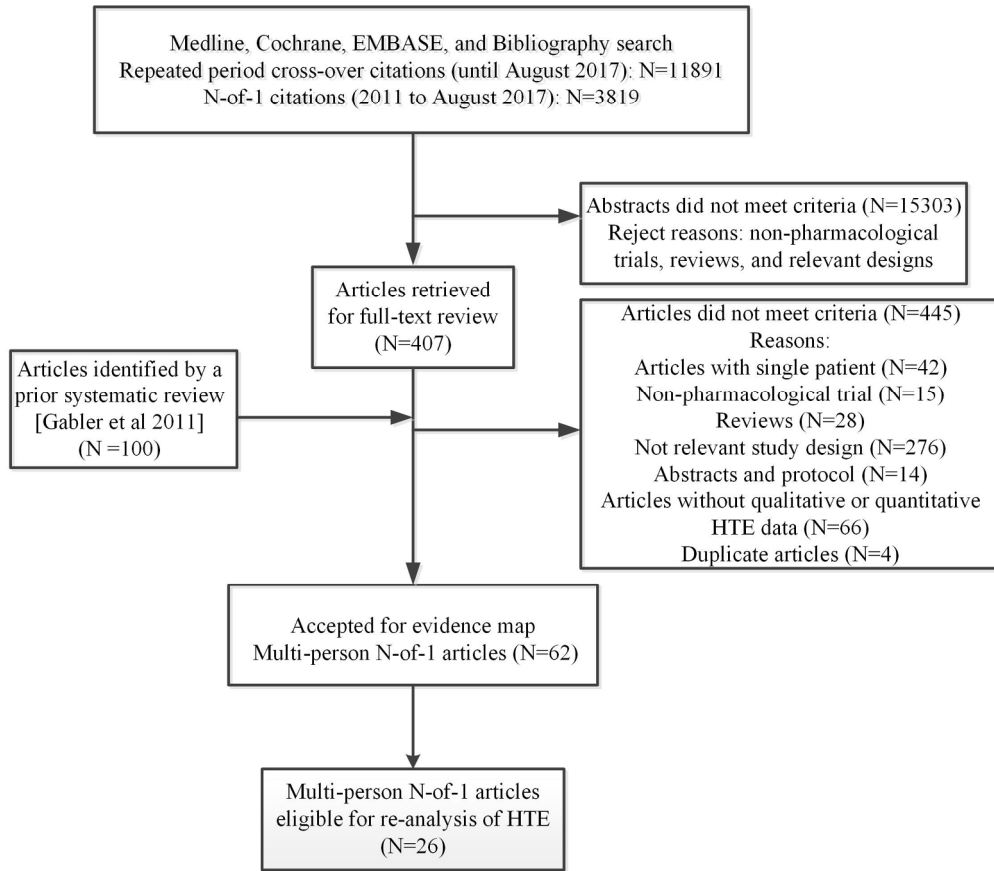 Medline, Cochrane, EMBASE, and Bibliography search
Repeated period cross-over citations (until August 2017): N=11891
N-of-1 citations (2011 to August 2017): N=3819
Abstracts did not meet criteria (N=15303)
Reject reasons: non-pharmacological
trials, reviews, and relevant designs
Articles retrieved
for full-text review
(N=407)
Articles identified by a
prior systematic review
[Gabler et al 2011]
(N =100)
Articles did not meet criteria (N=445)
Reasons:
Articles with single patient (N=42)
Non-pharmacological trial (N=15)
Reviews (N=28)
Not relevant study design (N=276)
Abstracts and protocol (N=14)
Articles without qualitative or quantitative
HTE data (N=66)
Duplicate articles (N=4)
Accepted for evidence map
Multi-person N-of-1 articles (N=62)
Multi-person N-of-1 articles
eligible for re-analysis of HTE
(N=26)